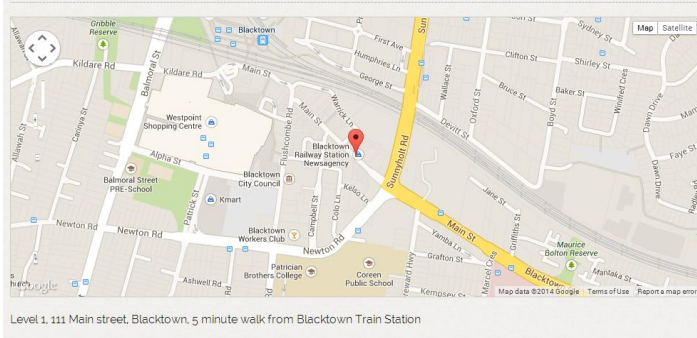 Gribble
Reserve
Blacktown
First Ave
Sun
Sydney St
Map
Satellite
Kildare Rd
Balmoral St
Kildare Rd
Main St
Humphries Ln
George St
Wallace St
Clifton St
Shirley St
Bruce St
Baker St
Winifred Cres
Dawn Drive
Carinya St
Allawah St
Westpoint
Shopping Centre
Flushcombe Rd
Main St
Warrick Ln
Oxford St
Devitt St
Boyd St
Blacktown
Railway Station
Newsagency
Sunnyholt Rd
Faye St
Alpha St
Balmoral Street
PRE-School
Blacktown
City Council
Kmart
Patrick St
Campbell St
Colo Ln
Kelso Ln
Jane St
Dawn Drive
Newton Rd
Newton Rd
Blacktown
Workers Club
Newton Rd
Main St
Yamba Ln
Griffiths St
Grafton St
Maurice
Bolton Reserve
Patrician
Brothers College
Coreen
Public School
Ashwell Rd
Marcel Cres
Kempsey St
Mantaka St
Google
Map data ©2014 Google
Terms of Use
Report a map error
Level 1, 111 Main street, Blacktown, 5 minute walk from Blacktown Train Station